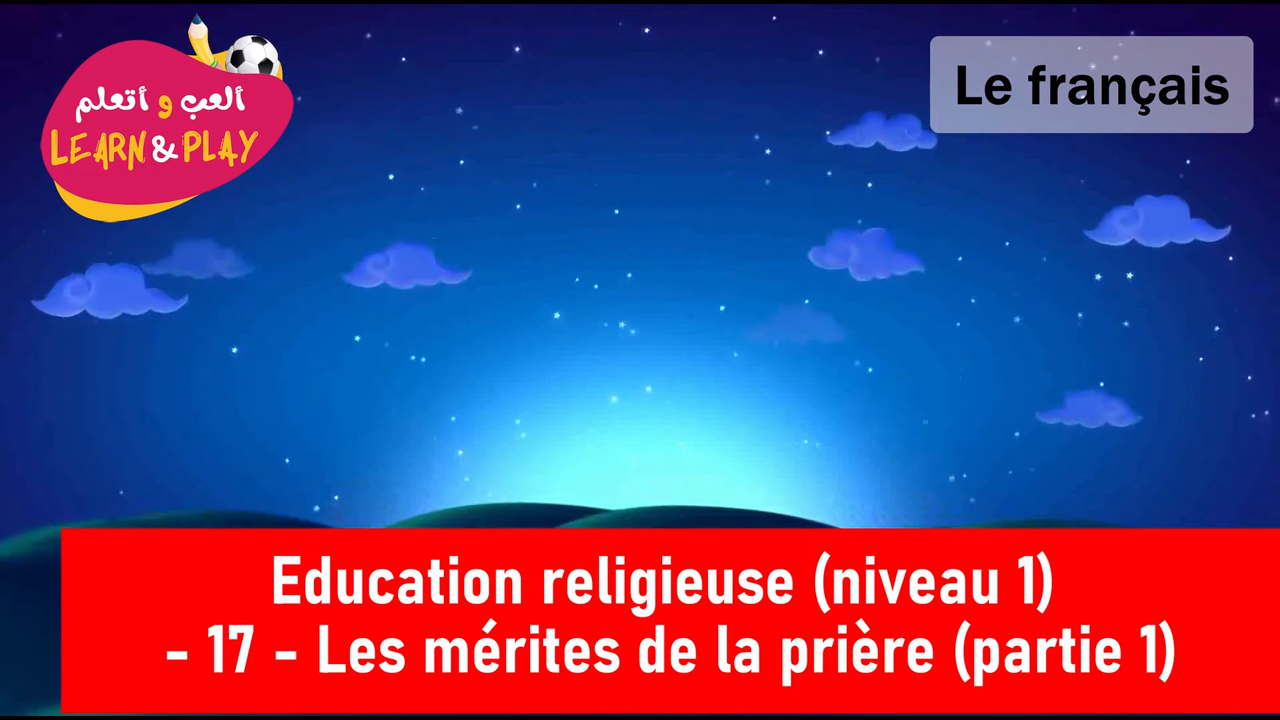 ألعب و أتعلم
LEARN & PLAY
Le français
Education religieuse (niveau 1)
- 17 - Les mérites de la prière (partie 1)